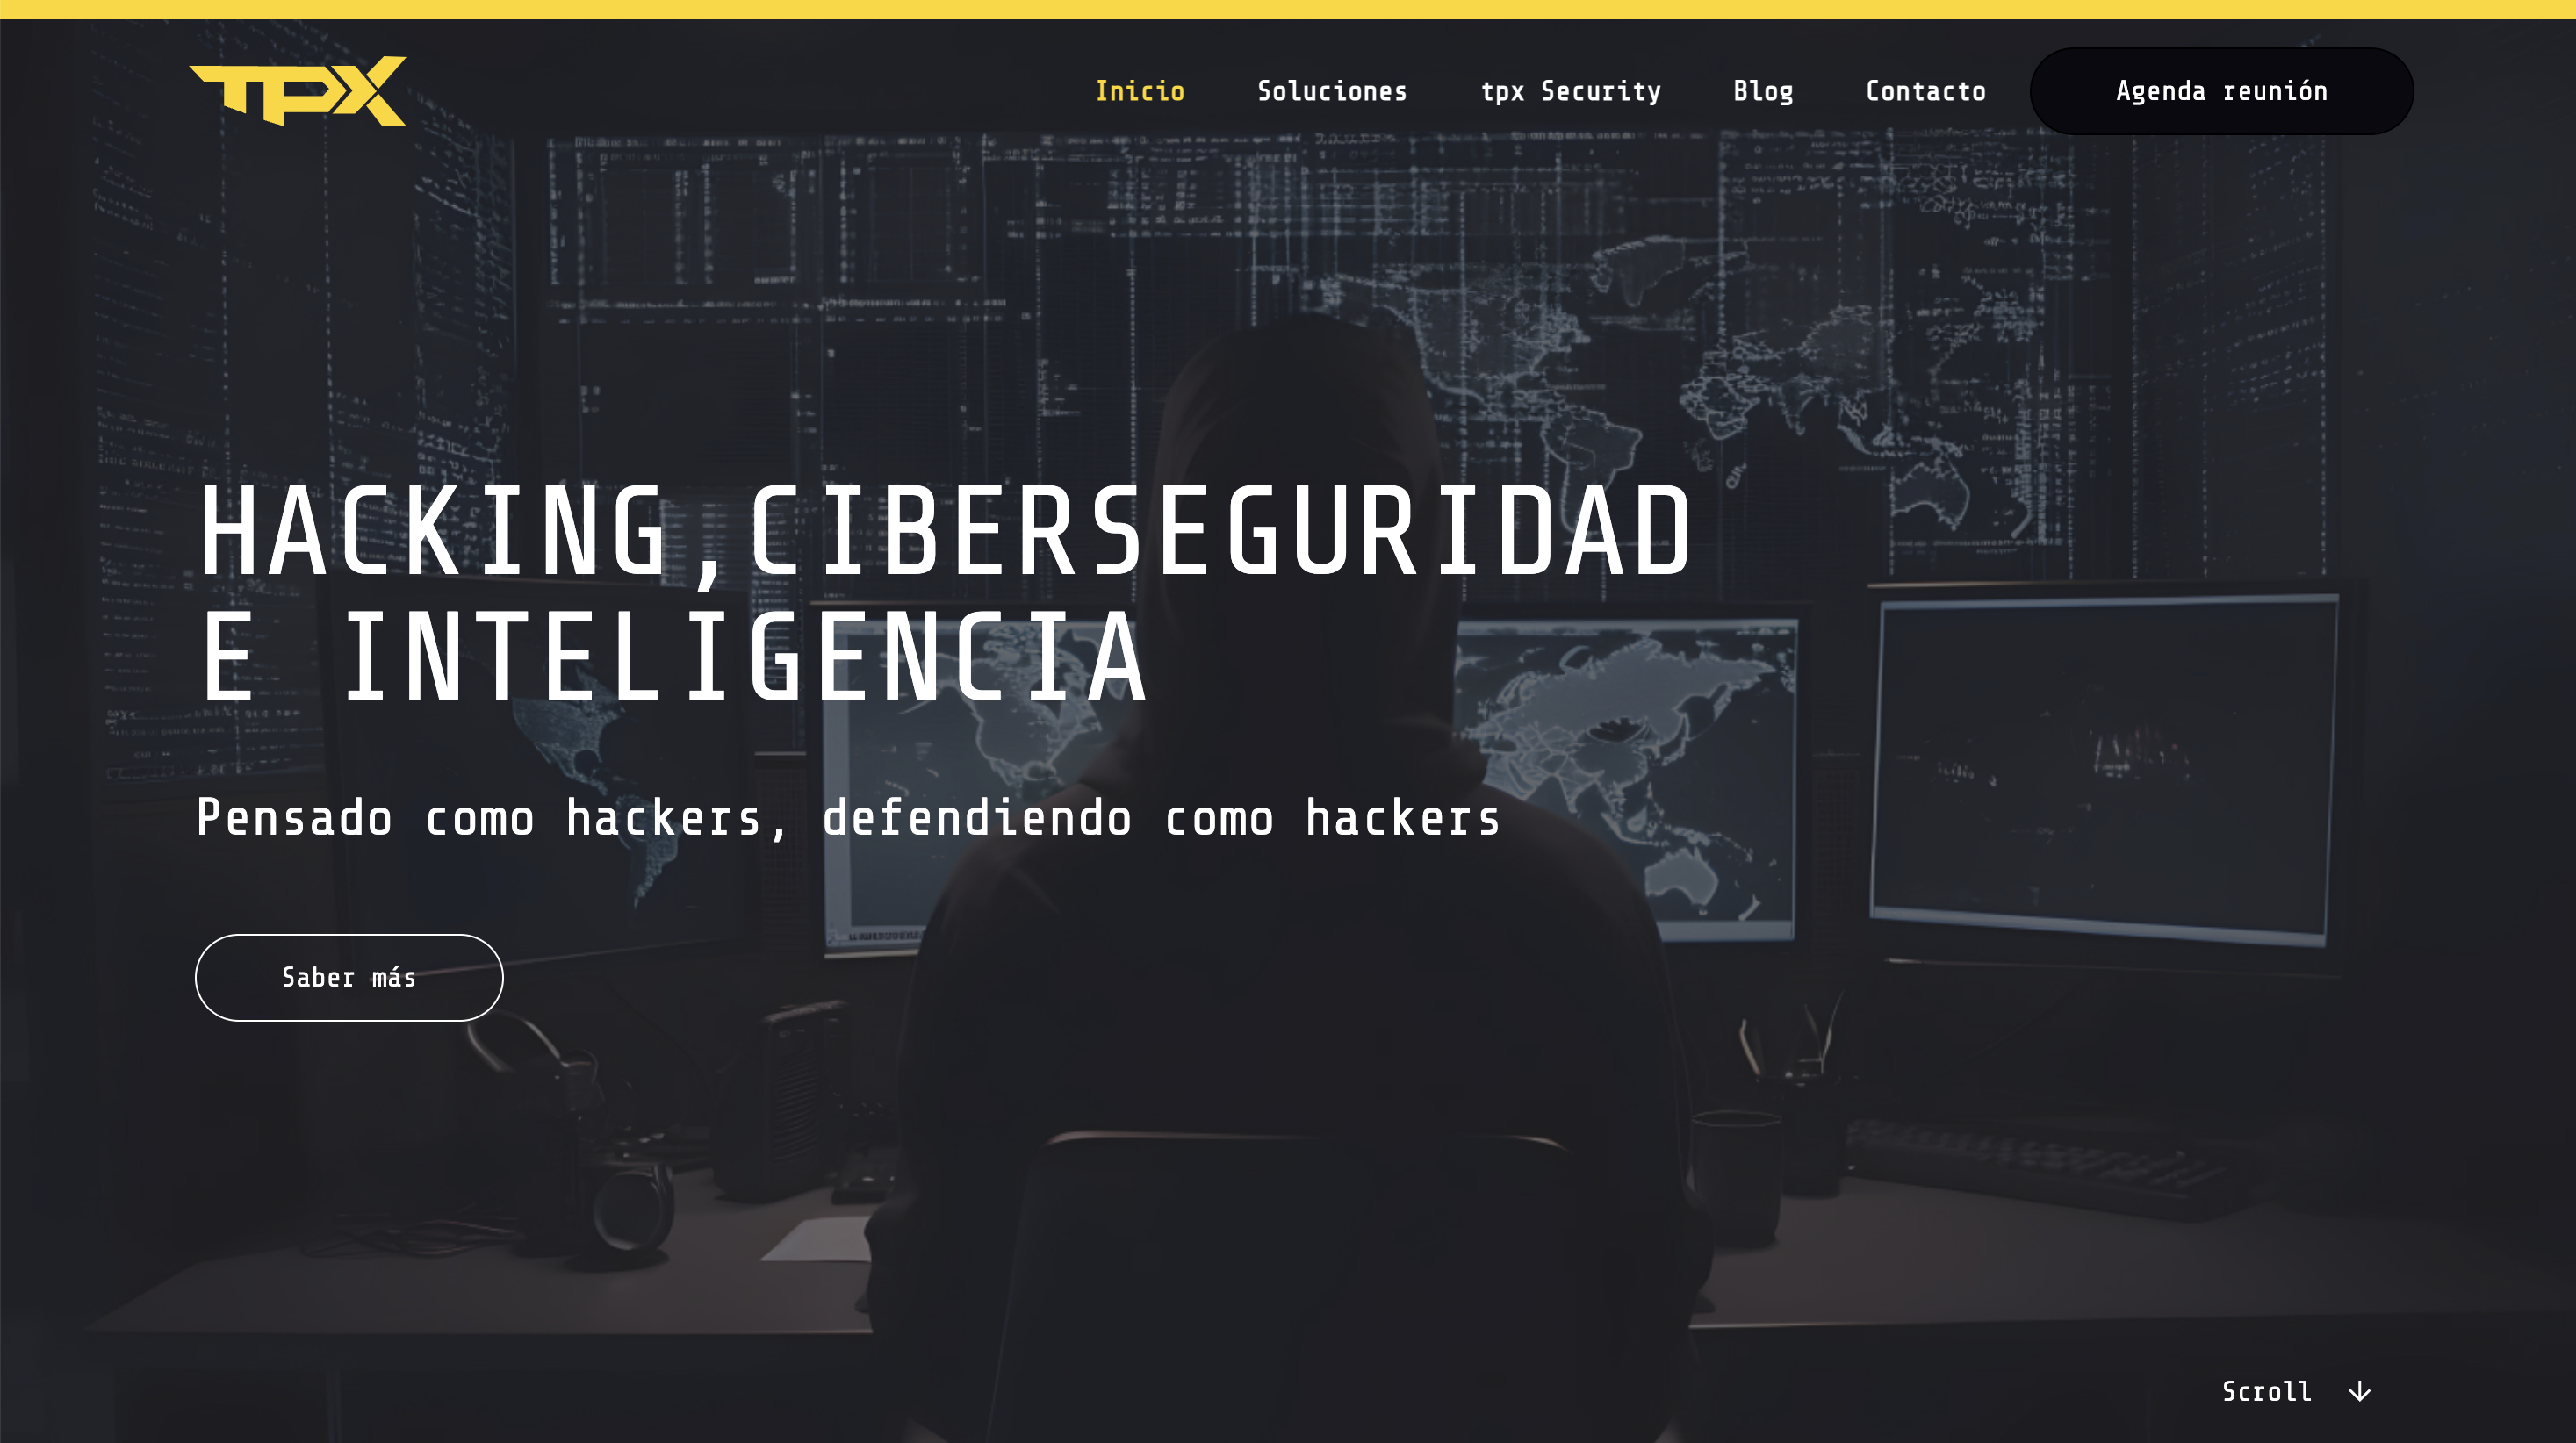 TPX
Inicio
Soluciones
tpx Security
Blog
Contacto
Agenda reunión
HACKING,CIBERSEGURIDAD
E INTELIGENCIA
Pensado como hackers, defendiendo como hackers
Saber más
Scroll ↓